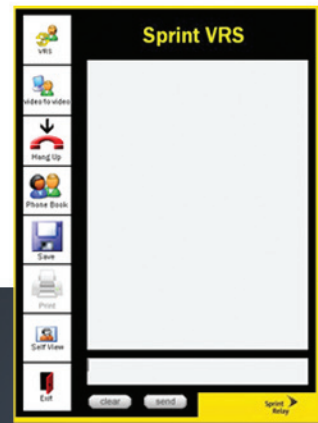 Sprint VRS
VRS
video to video
Hang Up
Phone Book
Save
Print
Self View
Exit
clear
send
Sprint
Relay